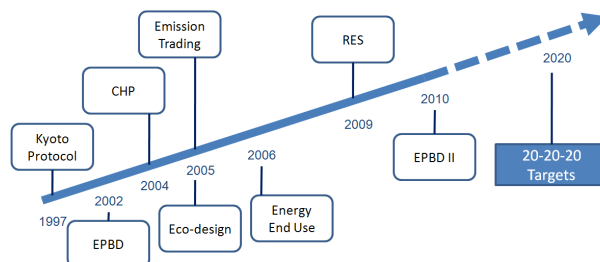 Emission
Trading
RES
CHP
Kyoto
Protocol
1997
2002
2004
2005
2006
2009
2010
2020
EPBD
Eco-design
Energy
End Use
EPBD II
20-20-20
Targets